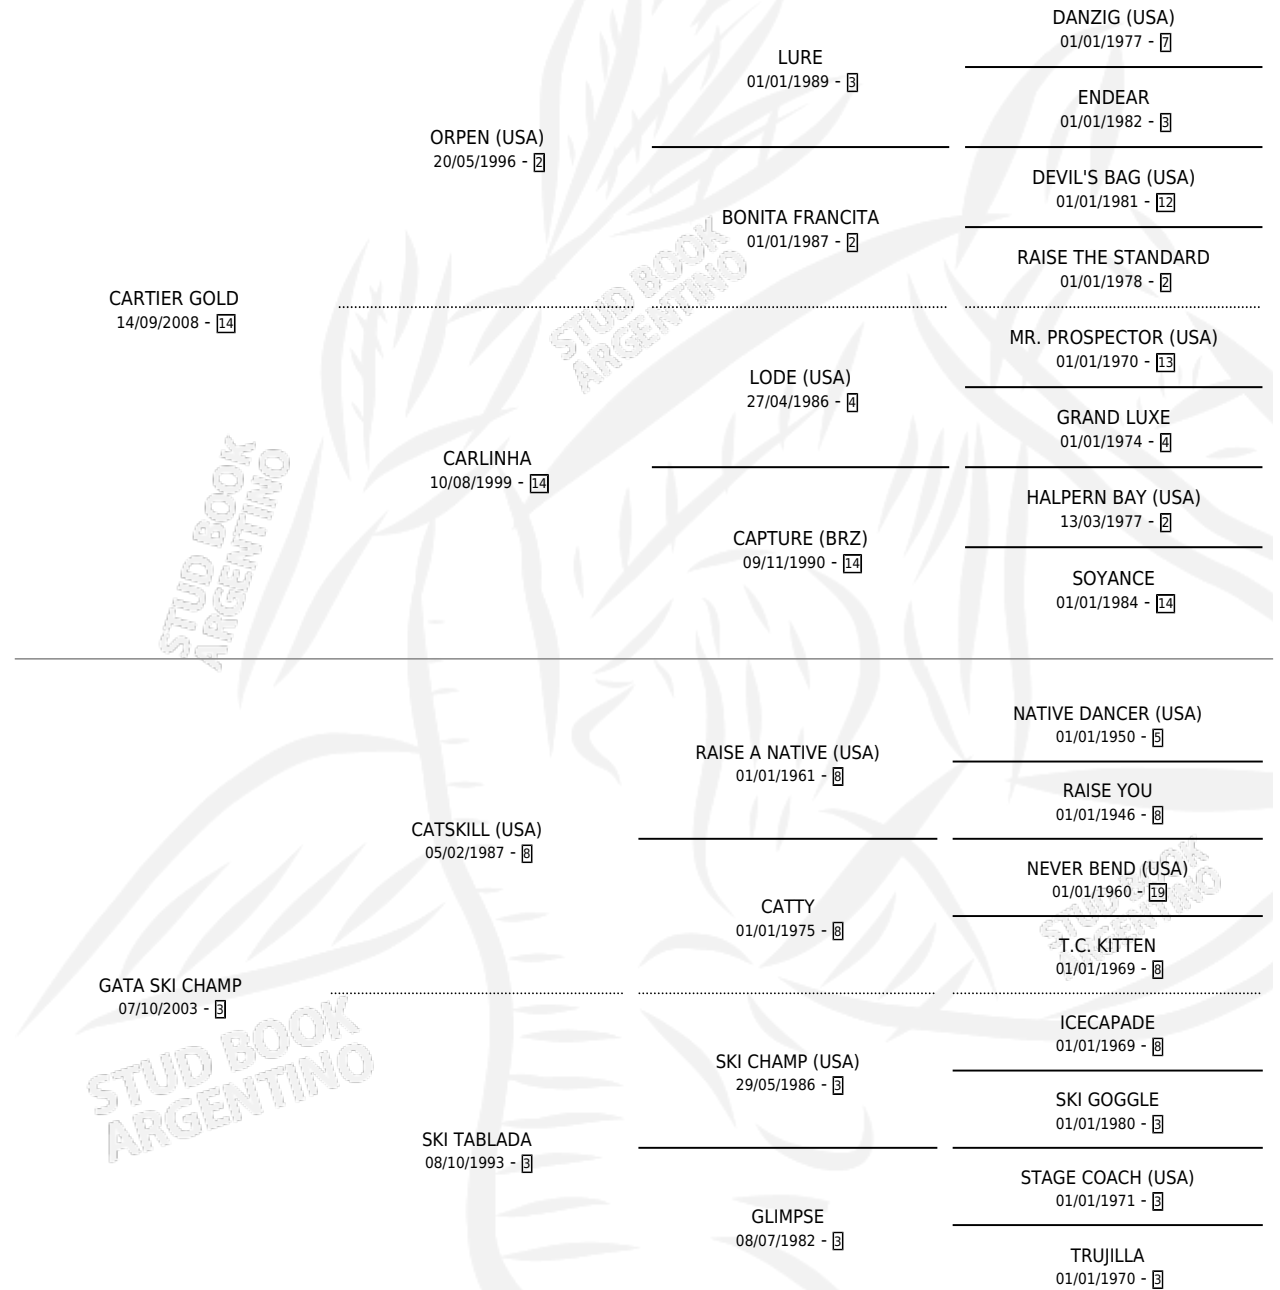 DANZIG (USA)
01/01/1977 - 7
LURE
01/01/1989 - 3
ENDEAR
01/01/1982 - 3
ORPEN (USA)
20/05/1996 - 2
DEVIL'S BAG (USA)
01/01/1981 - 12
BONITA FRANCITA
01/01/1987 - 2
RAISE THE STANDARD
01/01/1978 - 2
CARTIER GOLD
14/09/2008 - 14
MR. PROSPECTOR (USA)
01/01/1970 - 13
LODE (USA)
27/04/1986 - 4
GRAND LUXE
01/01/1974 - 4
CARLINHA
10/08/1999 - 14
HALPERN BAY (USA)
13/03/1977 - 2
CAPTURE (BRZ)
09/11/1990 - 14
SOYANCE
01/01/1984 - 14
NATIVE DANCER (USA)
01/01/1950 - 5
RAISE A NATIVE (USA)
01/01/1961 - 8
RAISE YOU
01/01/1946 - 8
CATSKILL (USA)
05/02/1987 - 8
NEVER BEND (USA)
01/01/1960 - 19
CATTY
01/01/1975 - 8
T.C. KITTEN
01/01/1969 - 8
GATA SKI CHAMP
07/10/2003 - 3
ICECAPADE
01/01/1969 - 8
SKI CHAMP (USA)
29/05/1986 - 3
SKI GOGGLE
01/01/1980 - 3
SKI TABLADA
08/10/1993 - 3
STAGE COACH (USA)
01/01/1971 - 3
GLIMPSE
08/07/1982 - 3
TRUJILLA
01/01/1970 - 3
STUD BOOK
ARGENTINO
STUD BOOK
ARGENTINO
STUD BOOK
ARGENTINO
STUD BOOK
ARGENTINO